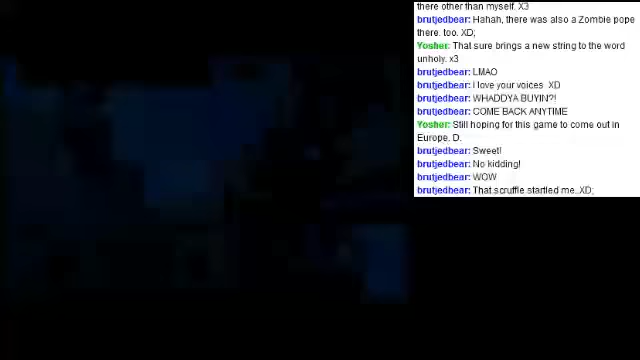 there other than myself. X3
brutjedbear: Hahah, there was also a Zombie pope
there. too. XD;
Yosher: That sure brings a new string to the word
unholy. x3
brutjedbear: LMAO
brutjedbear: i love your voices XD
brutjedbear: WHADDYA BUYIN?!
brutjedbear: COME BACK ANYTIME
Yosher: Still hoping for this game to come out in
Europe. D.
brutjedbear: Sweet!
brutjedbear: No kidding!
brutjedbear: WOW
brutjedbear: That scruffle startled me. XD;